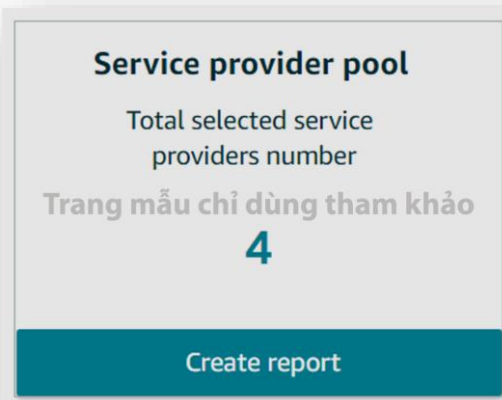 Service provider pool
Total selected service
providers number
Trang mẫu chỉ dùng tham khảo
4
Create report